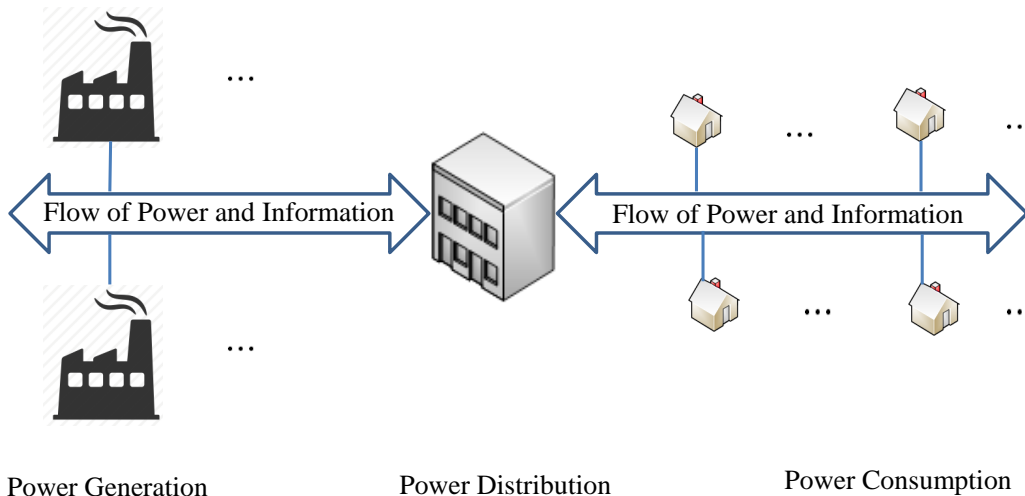 ...
...
...
Flow of Power and Information
Flow of Power and Information
...
...
...
Power Generation
Power Distribution
Power Consumption